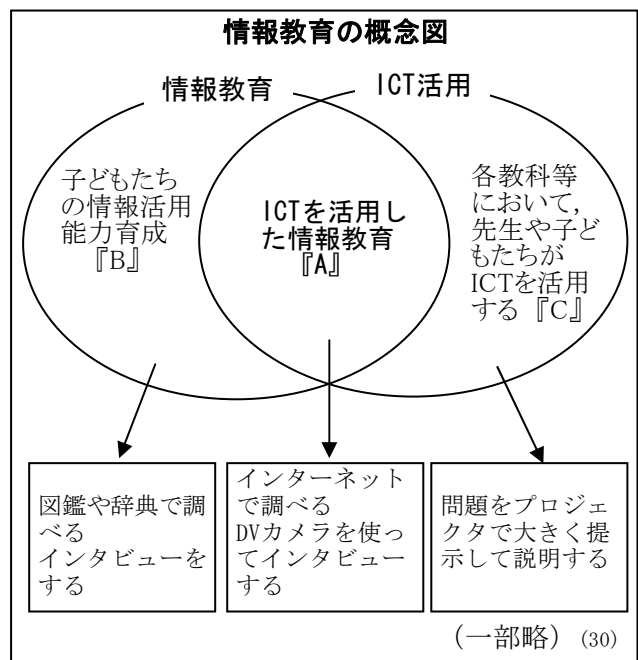 情報教育の概念図
情報教育
ICT活用
子どもたち
の情報活用
能力育成
『B』
ICTを活用し
た情報教育
『A』
各教科等
において，
先生や子ど
もたちが
ICTを活用
する『C』
図鑑や辞典で調
べる
インタビューを
する
インターネット
で調べる
DVカメラを使っ
てインタビュー
する
問題をプロジェ
クタで大きく提
示して説明する
（一部略）(30)